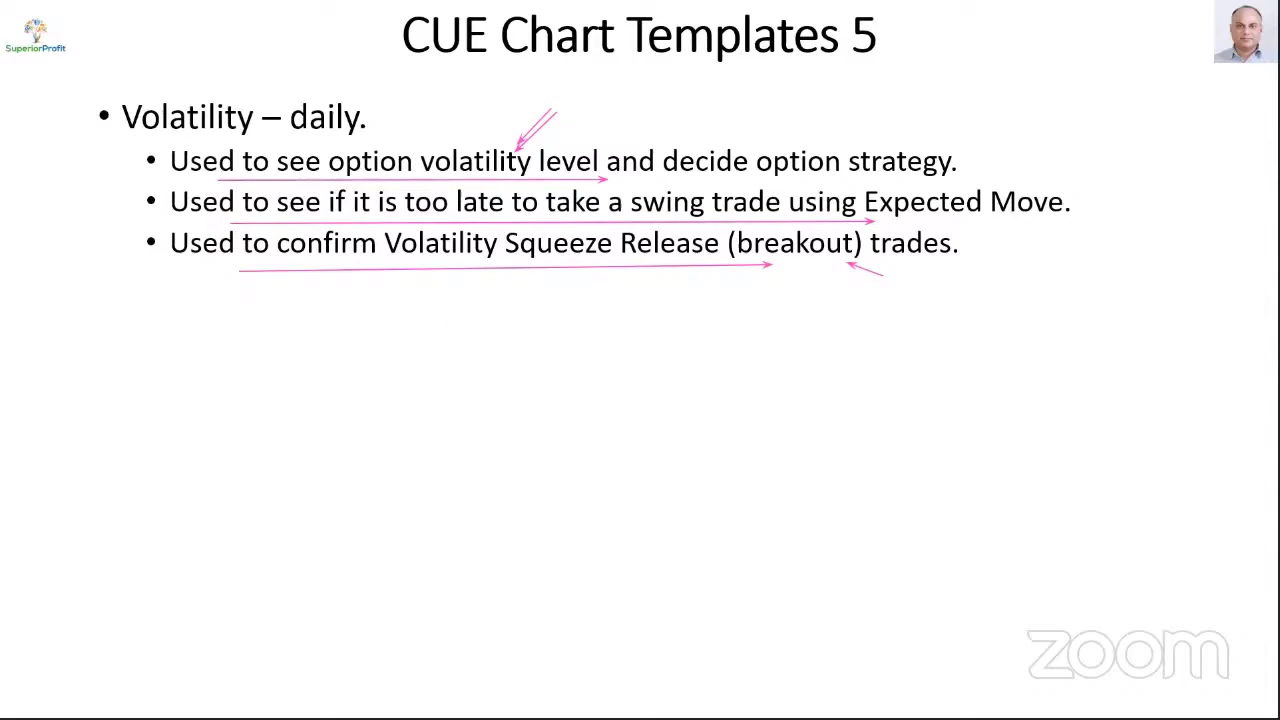 SuperiorProfit
CUE Chart Templates 5
• Volatility – daily.
• Used to see option volatility level and decide option strategy.
• Used to see if it is too late to take a swing trade using Expected Move.
• Used to confirm Volatility Squeeze Release (breakout) trades.
zoom